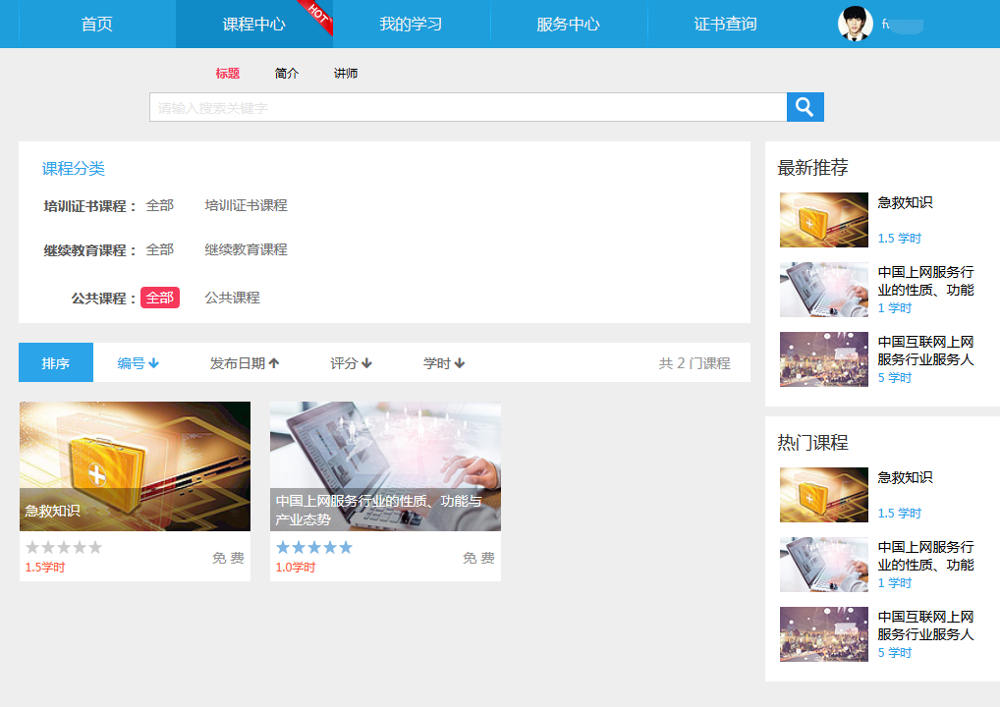 首页
课程中心
HOT
我的学习
服务中心
证书查询
标题
简介
讲师
请输入搜索关键字
课程分类
培训证书课程： 全部 培训证书课程
继续教育课程： 全部 继续教育课程
公共课程： 全部 公共课程
排序 编号 发布日期 评分 学时 共 2 门课程
急救知识
1.5学时
免 费
中国上网服务行业的性质、功能与
产业态势
1.0学时
免 费
最新推荐
急救知识
1.5 学时
中国上网服务行
业的性质、功能
1 学时
中国互联网上网
服务行业服务人
5 学时
热门课程
急救知识
1.5 学时
中国上网服务行
业的性质、功能
1 学时
中国互联网上网
服务行业服务人
5 学时